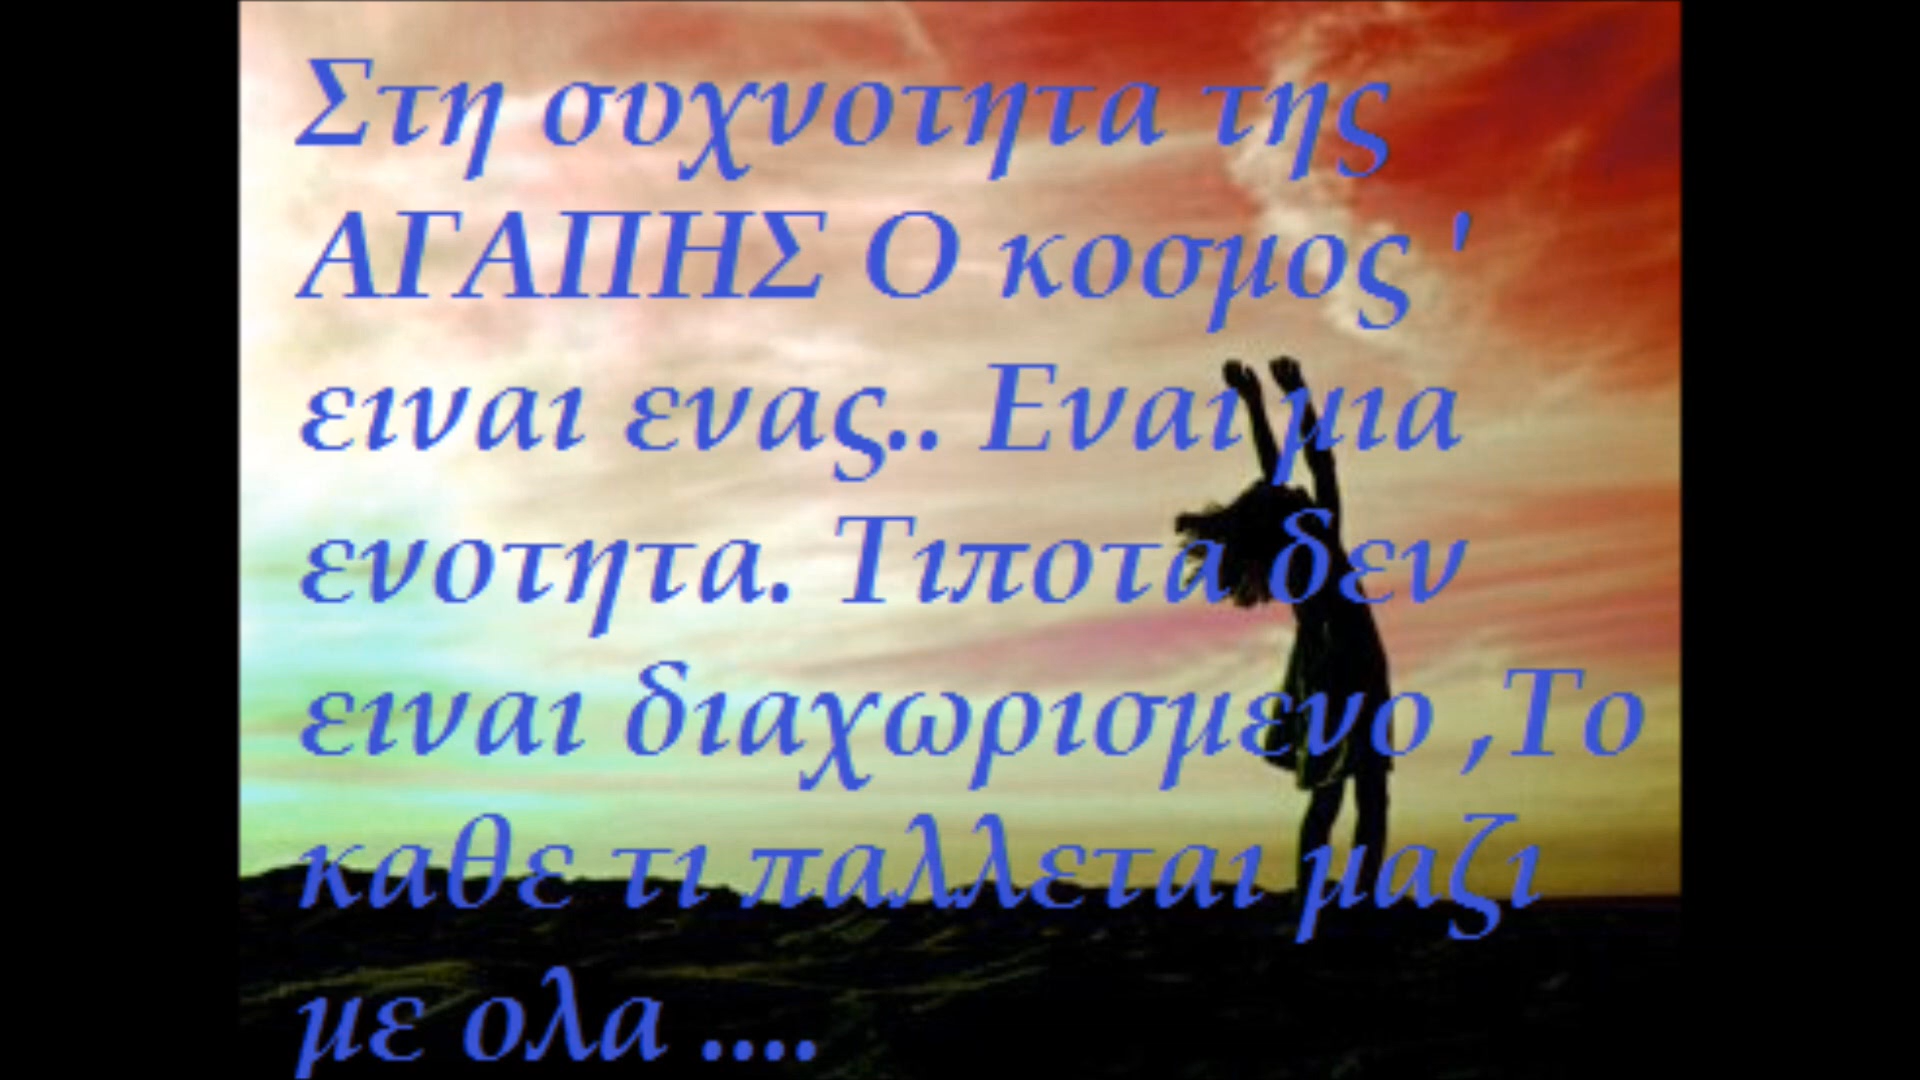 Στη συχνοτητα της
ΑΓΑΠΗΣ Ο κοσμος '
ειναι ενας.. Εναι μια
ενοτητα. Τιποτα δεν
ειναι διαχωρισμενο ,Το
καθε τι παλλεται μαζι
με ολα ....